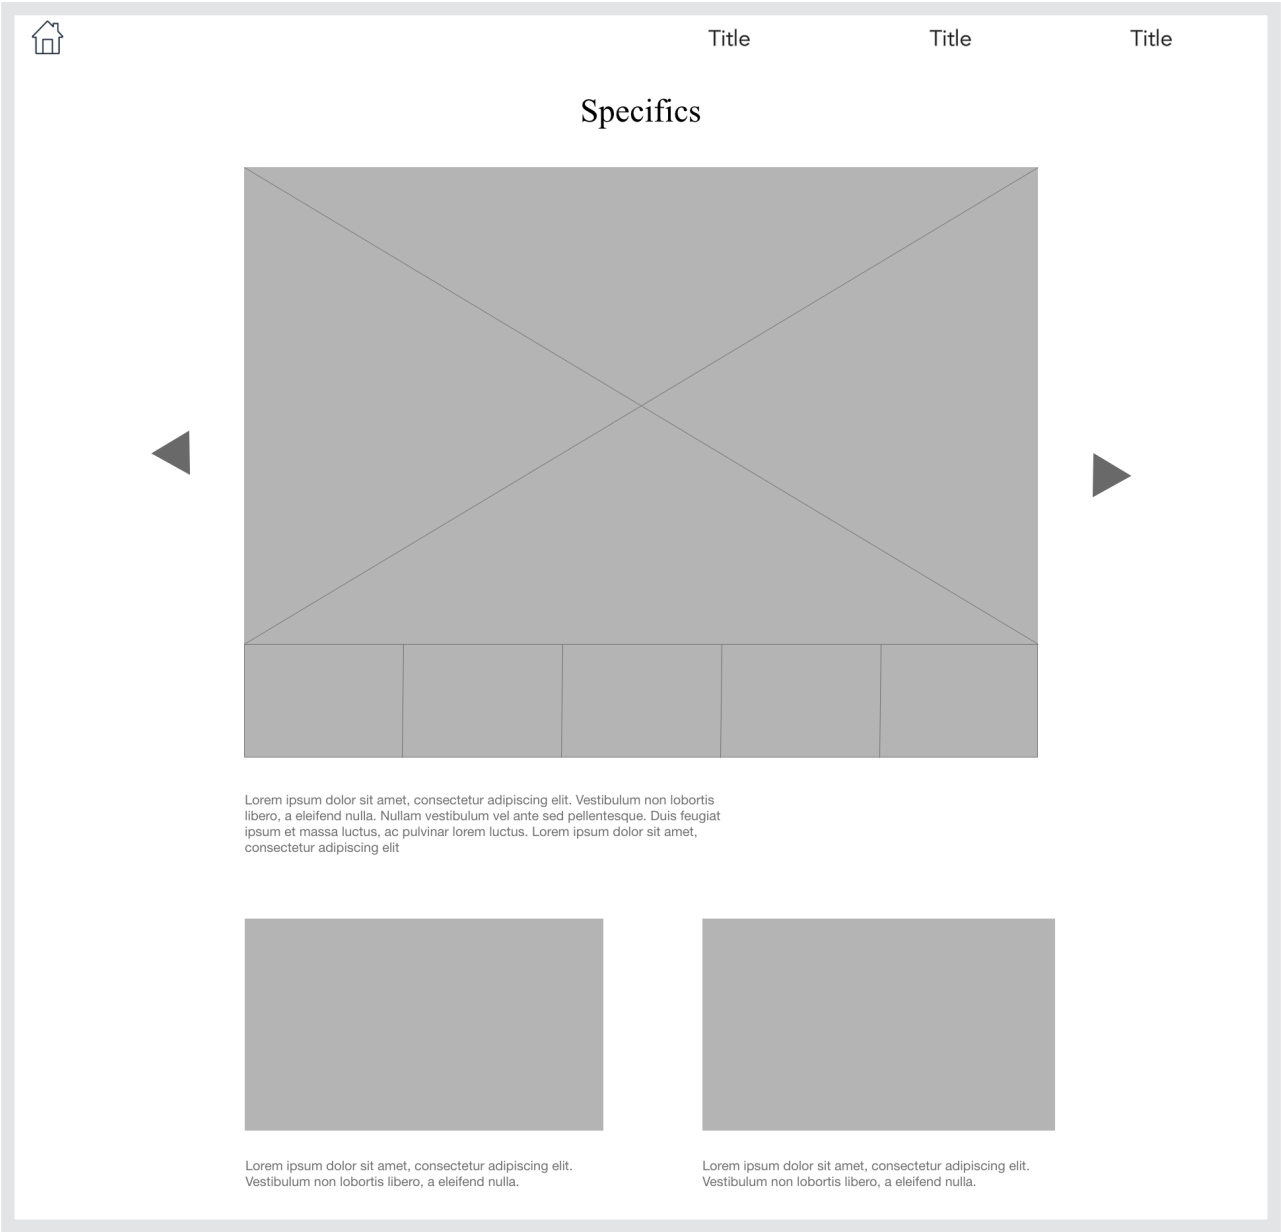 Title
Title
Title
Specifics
Lorem ipsum dolor sit amet, consectetur adipiscing elit. Vestibulum non lobortis
libero, a eleifend nulla. Nullam vestibulum vel ante sed pellentesque. Duis feugiat
ipsum et massa luctus, ac pulvinar lorem luctus. Lorem ipsum dolor sit amet,
consectetur adipiscing elit
Lorem ipsum dolor sit amet, consectetur adipiscing elit.
Vestibulum non lobortis libero, a eleifend nulla.
Lorem ipsum dolor sit amet, consectetur adipiscing elit.
Vestibulum non lobortis libero, a eleifend nulla.